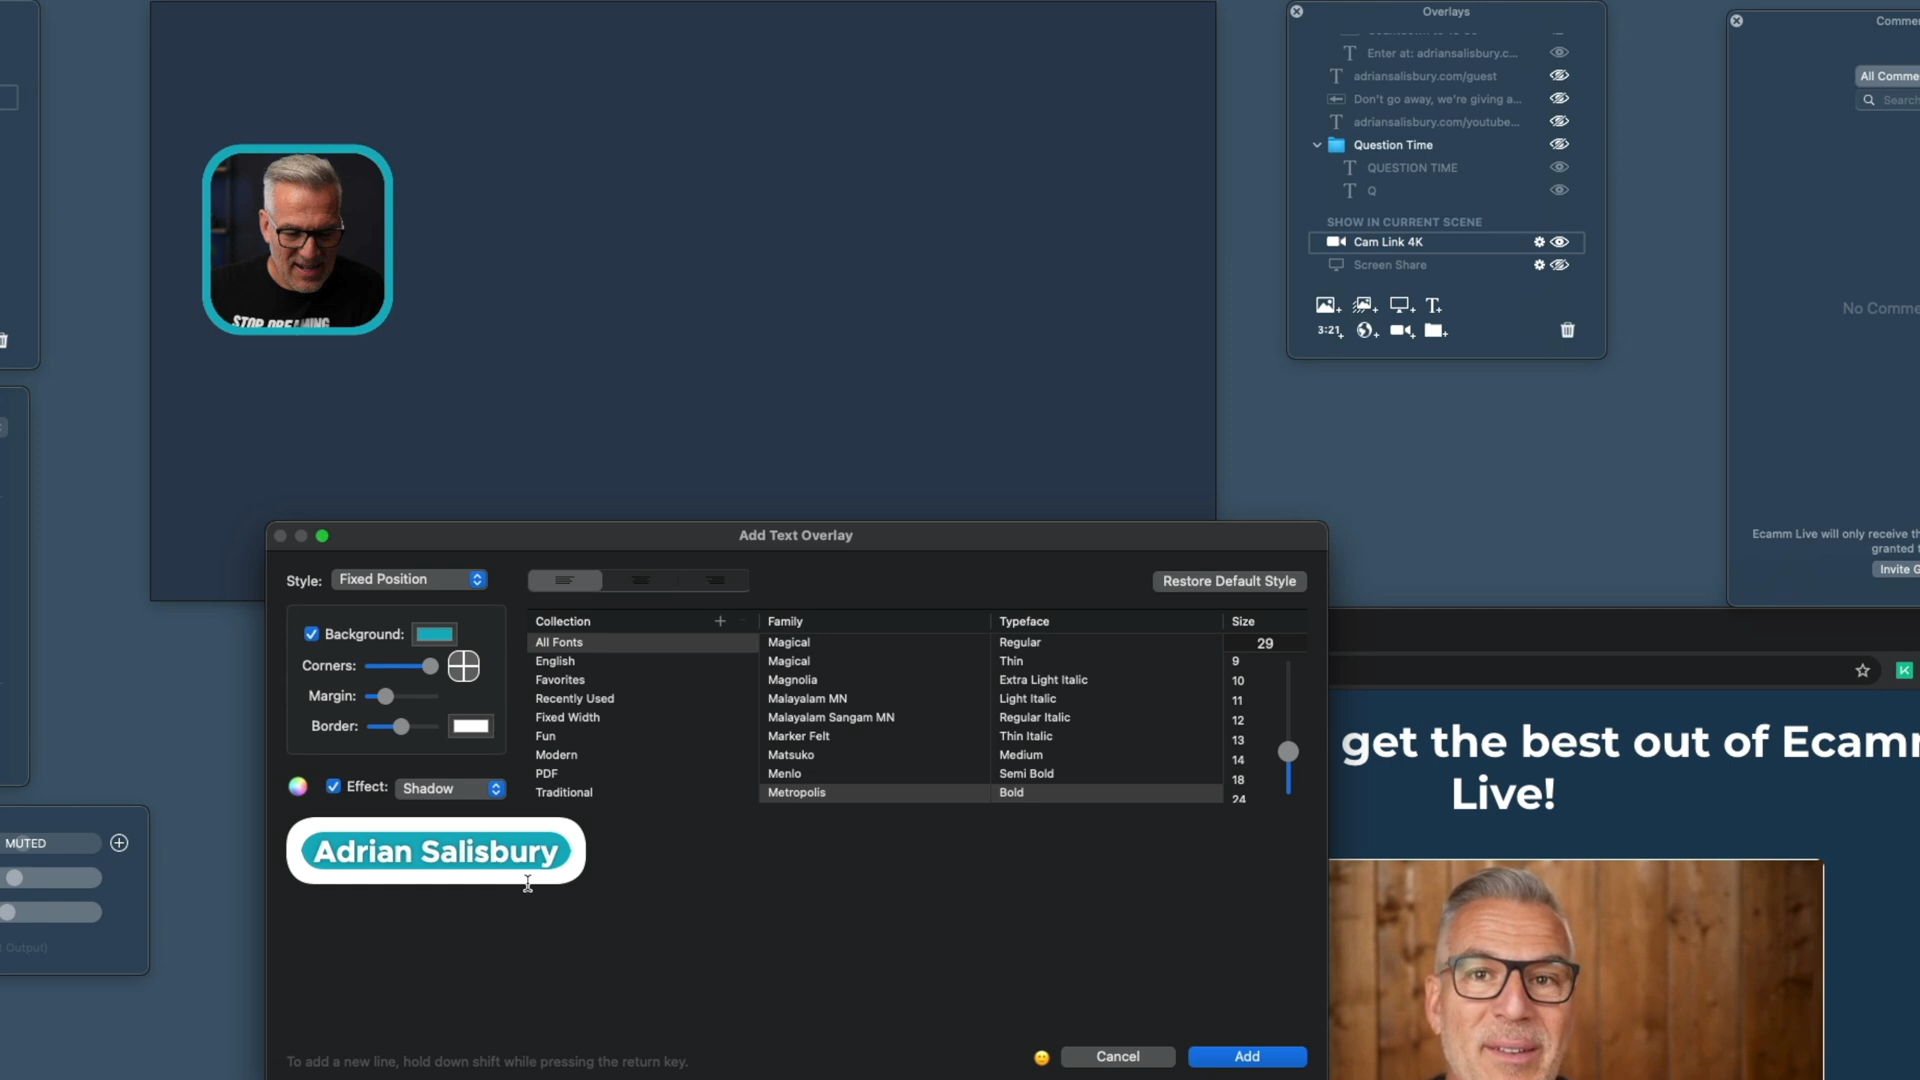 Overlays
Enter at: adriansalisbury.c...
adriansalisbury.com/guest
Don't go away, we're giving a...
adriansalisbury.com/youtube...
Question Time
QUESTION TIME
Q
SHOW IN CURRENT SCENE
Cam Link 4K
Screen Share
3:21
All Comme
Search
No Comme
Ecamm Live will only receive th
granted t
Invite G
STOP DREAMING
Add Text Overlay
Style: Fixed Position
Restore Default Style
Background:
Corners:
Margin:
Border:
Effect: Shadow
Collection
All Fonts
English
Favorites
Recently Used
Fixed Width
Fun
Modern
PDF
Traditional
Family
Magical
Magical
Magnolia
Malayalam MN
Malayalam Sangam MN
Marker Felt
Matsuko
Menlo
Metropolis
Typeface
Regular
Thin
Extra Light Italic
Light Italic
Regular Italic
Thin Italic
Medium
Semi Bold
Bold
Size
29
9
10
11
12
13
14
18
24
Adrian Salisbury
To add a new line, hold down shift while pressing the return key.
Cancel
Add
MUTED
Output)
get the best out of Ecamm
Live!